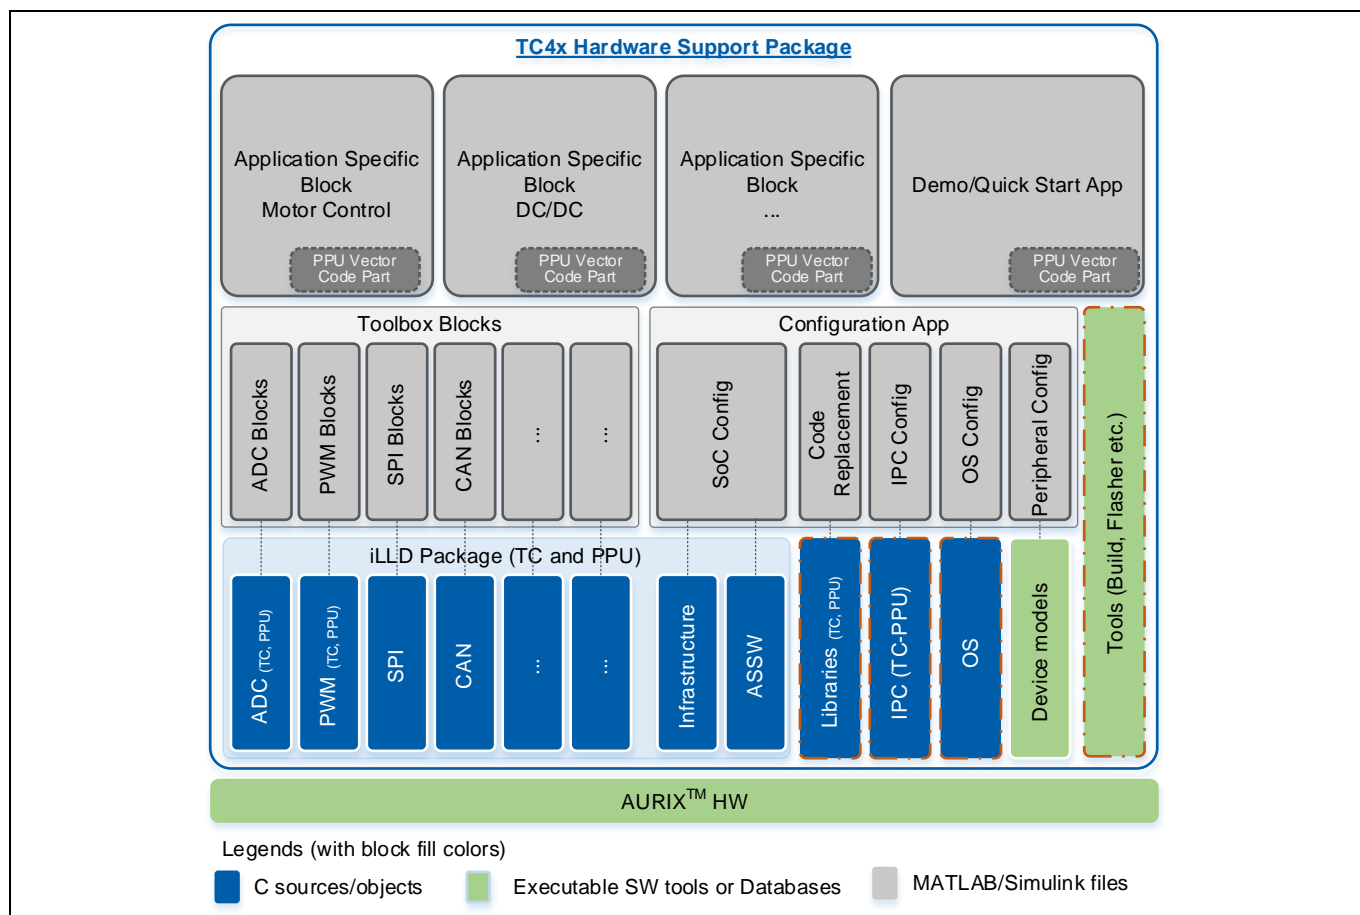 TC4x Hardware Support Package
Application Specific
Block
Motor Control
PPU Vector
Code Part
Application Specific
Block
DC/DC
PPU Vector
Code Part
Application Specific
Block
...
PPU Vector
Code Part
Demo/Quick Start App
PPU Vector
Code Part
Toolbox Blocks
ADC Blocks
PWM Blocks
SPI Blocks
CAN Blocks
...
...
Configuration App
SoC Config
Code
Replacement
IPC Config
OS Config
Peripheral Config
Tools (Build, Flasher etc.)
iLLD Package (TC and PPU)
ADC (TC, PPU)
PWM (TC, PPU)
SPI
CAN
...
...
Infrastructure
ASSW
Libraries (TC, PPU)
IPC (TC-PPU)
OS
Device models
AURIX™ HW
Legends (with block fill colors)
C sources/objects
Executable SW tools or Databases
MATLAB/Simulink files